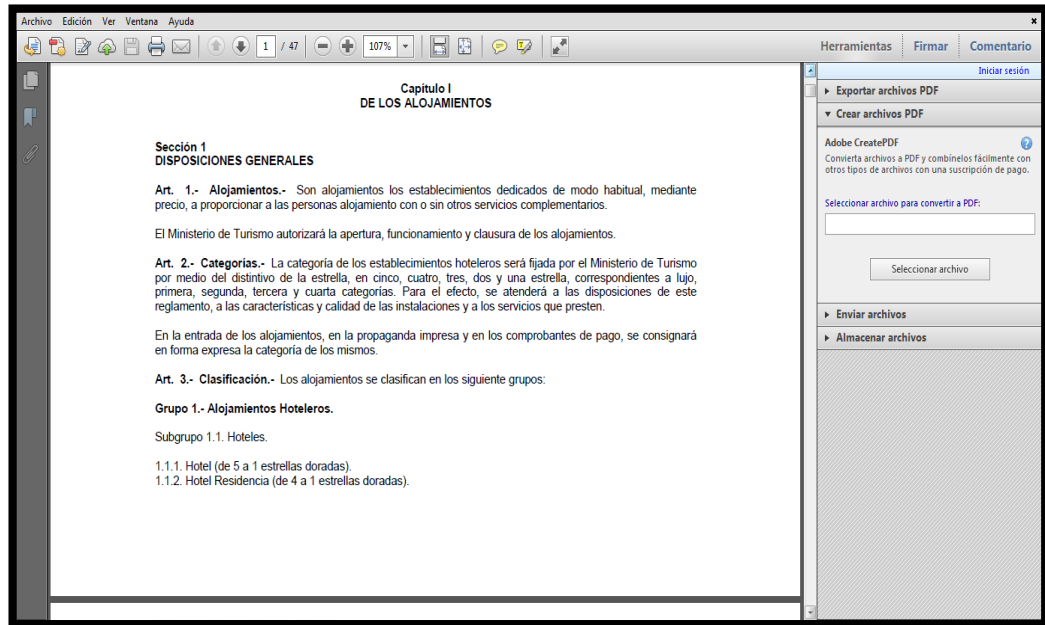 Archivo Edición Ver Ventana Ayuda
1 / 47 107%
Herramientas Firmar Comentario
Capítulo I
DE LOS ALOJAMIENTOS
Sección 1
DISPOSICIONES GENERALES
Art. 1.- Alojamientos.- Son alojamientos los establecimientos dedicados de modo habitual, mediante
precio, a proporcionar a las personas alojamiento con o sin otros servicios complementarios.
El Ministerio de Turismo autorizará la apertura, funcionamiento y clausura de los alojamientos.
Art. 2.- Categorías.- La categoría de los establecimientos hoteleros será fijada por el Ministerio de Turismo
por medio del distintivo de la estrella, en cinco, cuatro, tres, dos y una estrella, correspondientes a lujo,
primera, segunda, tercera y cuarta categorías. Para el efecto, se atenderá a las disposiciones de este
reglamento, a las características y calidad de las instalaciones y a los servicios que presten.
En la entrada de los alojamientos, en la propaganda impresa y en los comprobantes de pago, se consignará
en forma expresa la categoría de los mismos.
Art. 3.- Clasificación.- Los alojamientos se clasifican en los siguiente grupos:
Grupo 1.- Alojamientos Hoteleros.
Subgrupo 1.1. Hoteles.
1.1.1. Hotel (de 5 a 1 estrellas doradas).
1.1.2. Hotel Residencia (de 4 a 1 estrellas doradas).
Iniciar sesión
Exportar archivos PDF
Crear archivos PDF
Adobe CreatePDF
Convierta archivos a PDF y combínelos fácilmente con
otros tipos de archivos con una suscripción de pago.
Seleccionar archivo para convertir a PDF:
Seleccionar archivo
Enviar archivos
Almacenar archivos